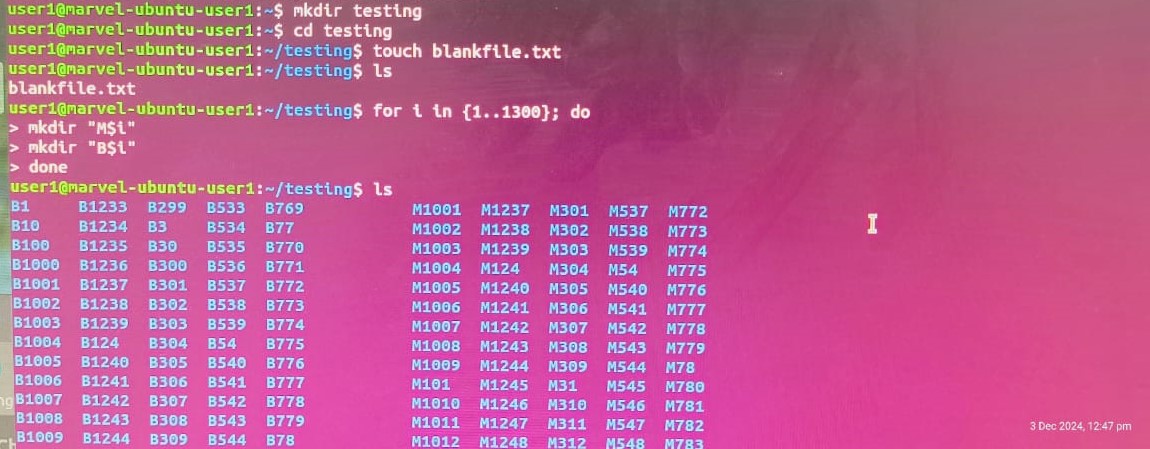 user1@marvel-ubuntu-user1:~$ mkdir testing
user1@marvel-ubuntu-user1:~$ cd testing
user1@marvel-ubuntu-user1:~/testing$ touch blankfile.txt
user1@marvel-ubuntu-user1:~/testing$ ls
blankfile.txt
user1@marvel-ubuntu-user1:~/testing$ for i in {1..1300}; do
> mkdir "M$i"
> mkdir "B$i"
> done
user1@marvel-ubuntu-user1:~/testing$ ls
B1 B1233 B299 B533 B769 M1001 M1237 M301 M537 M772
B10 B1234 B3 B534 B77 M1002 M1238 M302 M538 M773
B100 B1235 B30 B535 B770 M1003 M1239 M303 M539 M774
B1000 B1236 B300 B536 B771 M1004 M124 M304 M54 M775
B1001 B1237 B301 B537 B772 M1005 M1240 M305 M540 M776
B1002 B1238 B302 B538 B773 M1006 M1241 M306 M541 M777
B1003 B1239 B303 B539 B774 M1007 M1242 M307 M542 M778
B1004 B124 B304 B54 B775 M1008 M1243 M308 M543 M779
B1005 B1240 B305 B540 B776 M1009 M1244 M309 M544 M78
B1006 B1241 B306 B541 B777 M101 M1245 M31 M545 M780
B1007 B1242 B307 B542 B778 M1010 M1246 M310 M546 M781
B1008 B1243 B308 B543 B779 M1011 M1247 M311 M547 M782
B1009 B1244 B309 B544 B78 M1012 M1248 M312 M548 M783
3 Dec 2024, 12:47 pm